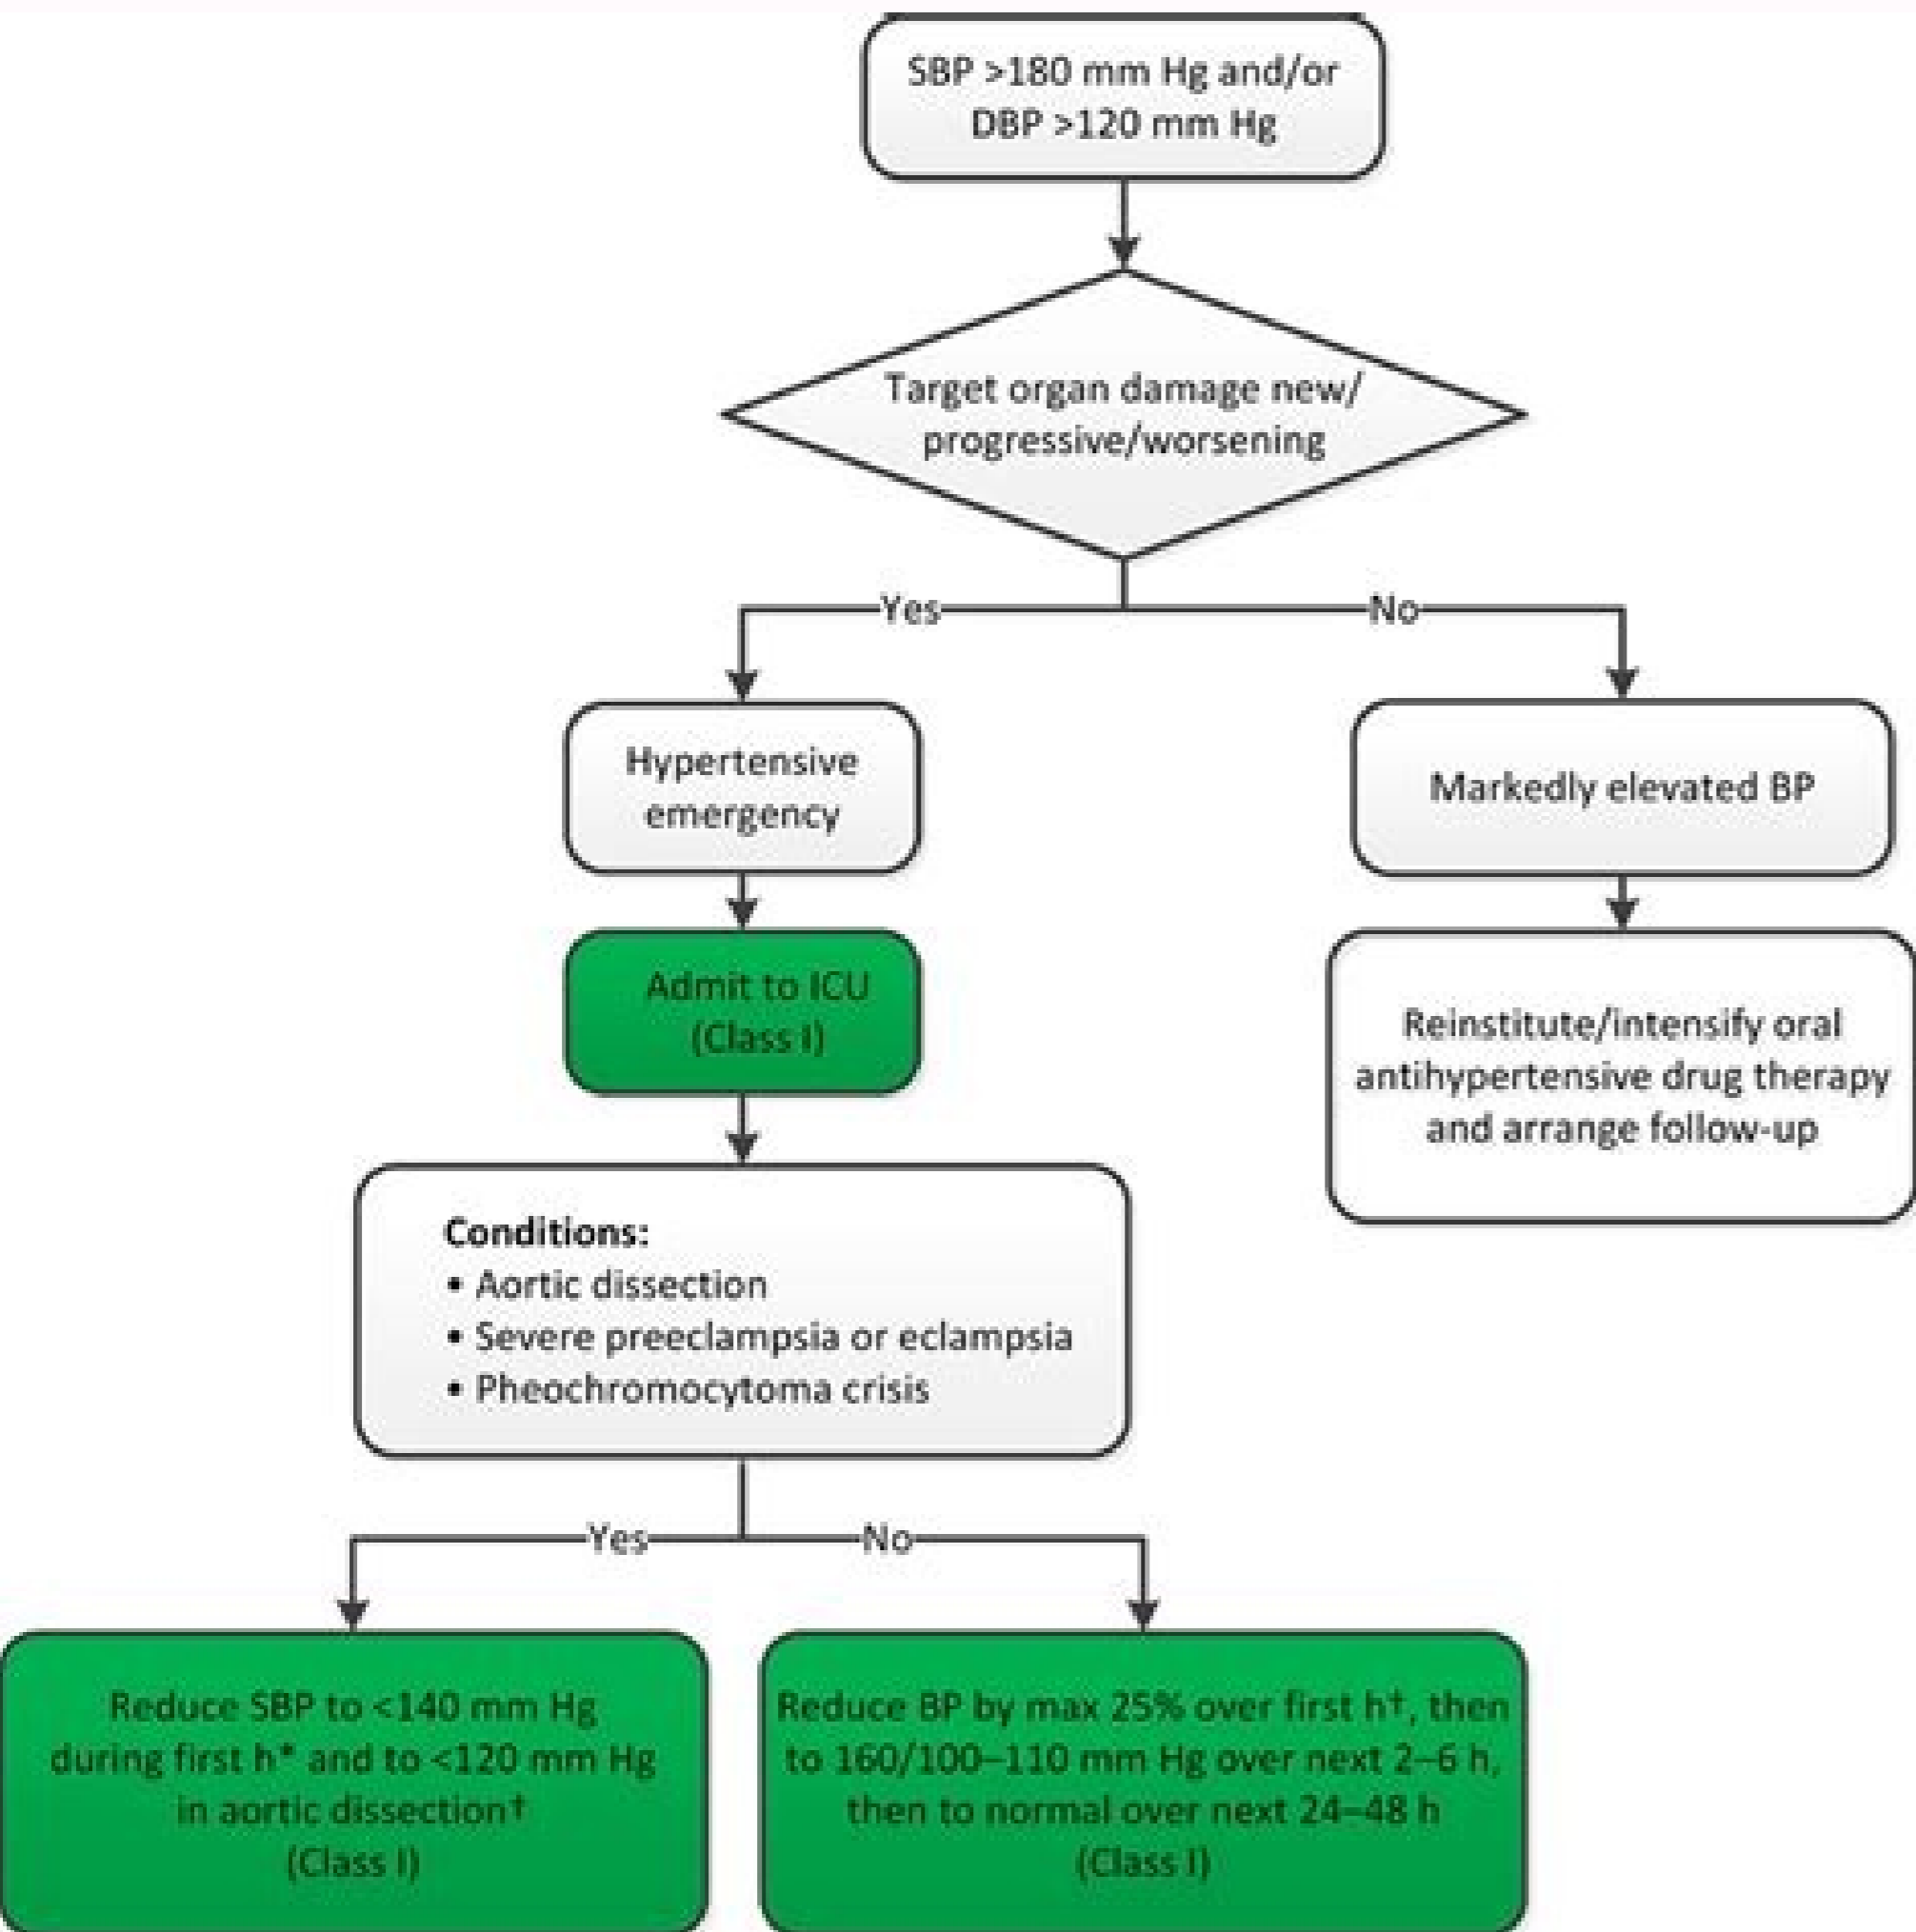 SBP >180 mm Hg and/or
DBP >120 mm Hg
Target organ damage new/
progressive/worsening
Yes
No
Hypertensive
emergency
Markedly elevated BP
Admit to ICU
(Class I)
Reinstitute/intensify oral
antihypertensive drug therapy
and arrange follow-up
Conditions:
• Aortic dissection
• Severe preeclampsia or eclampsia
• Pheochromocytoma crisis
Yes
No
Reduce SBP to <140 mm Hg
during first h* and to <120 mm Hg
in aortic dissection†
(Class I)
Reduce BP by max 25% over first h†, then
to 160/100–110 mm Hg over next 2–6 h,
then to normal over next 24–48 h
(Class I)